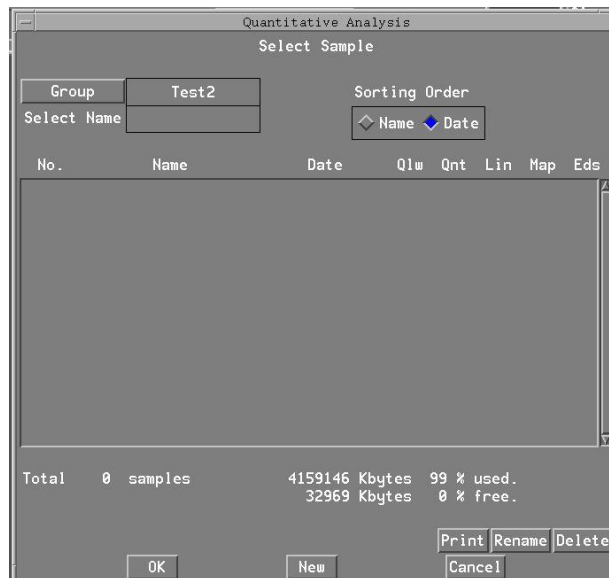 Quantitative Analysis
Select Sample
Group Test2 Sorting Order
Select Name Name Date
No. Name Date Qlw Qnt Lin Map Eds
Total 0 samples 4159146 Kbytes 99 % used.
32969 Kbytes 0 % free.
Print Rename Delete
OK New Cancel